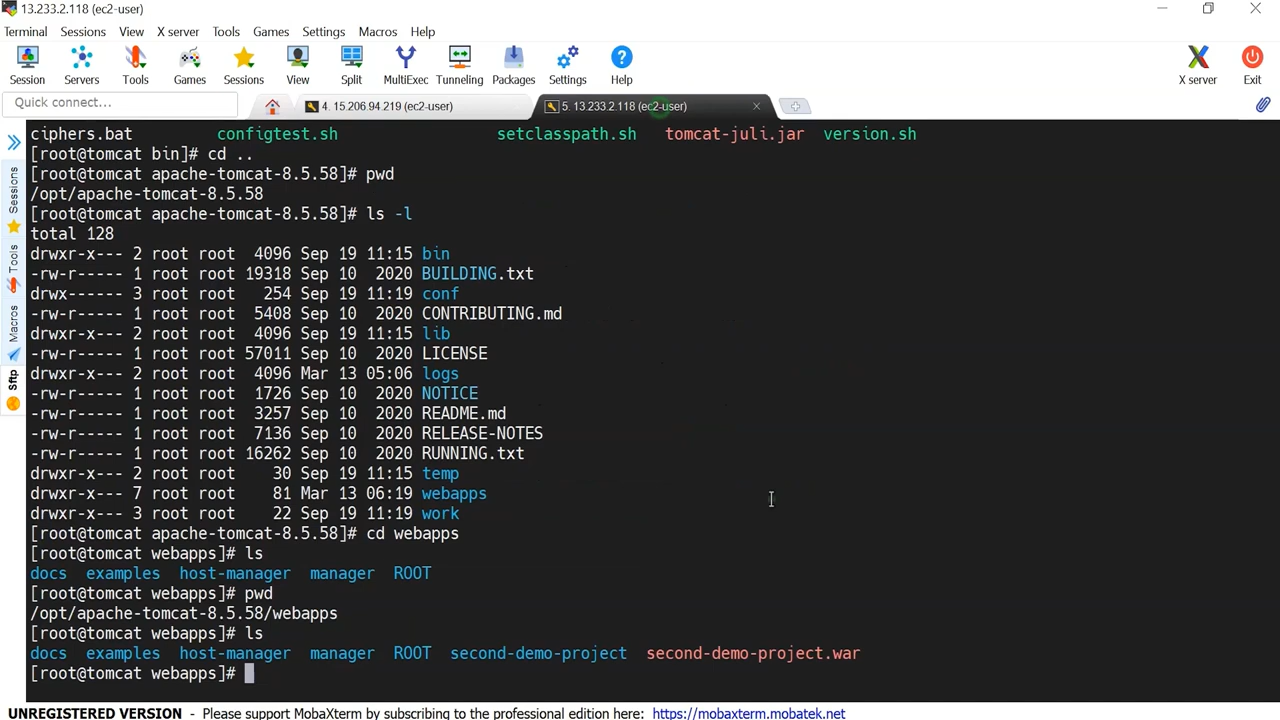 13.233.2.118 (ec2-user)
Terminal Sessions View X server Tools Games Settings Macros Help
Session Servers Tools Games Sessions View Split MultiExec Tunneling Packages Settings Help X server Exit
Quick connect... 4. 15.206.94.219 (ec2-user) 5. 13.233.2.118 (ec2-user)
Sessions
Tools
Macros
Sftp
ciphers.bat configtest.sh setclasspath.sh tomcat-juli.jar version.sh
[root@tomcat bin]# cd ..
[root@tomcat apache-tomcat-8.5.58]# pwd
/opt/apache-tomcat-8.5.58
[root@tomcat apache-tomcat-8.5.58]# ls -l
total 128
drwxr-x--- 2 root root 4096 Sep 19 11:15 bin
-rw-r----- 1 root root 19318 Sep 10 2020 BUILDING.txt
drwx------ 3 root root 254 Sep 19 11:19 conf
-rw-r----- 1 root root 5408 Sep 10 2020 CONTRIBUTING.md
drwxr-x--- 2 root root 4096 Sep 19 11:15 lib
-rw-r----- 1 root root 57011 Sep 10 2020 LICENSE
drwxr-x--- 2 root root 4096 Mar 13 05:06 logs
-rw-r----- 1 root root 1726 Sep 10 2020 NOTICE
-rw-r----- 1 root root 3257 Sep 10 2020 README.md
-rw-r----- 1 root root 7136 Sep 10 2020 RELEASE-NOTES
-rw-r----- 1 root root 16262 Sep 10 2020 RUNNING.txt
drwxr-x--- 2 root root 30 Sep 19 11:15 temp
drwxr-x--- 7 root root 81 Mar 13 06:19 webapps
drwxr-x--- 3 root root 22 Sep 19 11:19 work
[root@tomcat apache-tomcat-8.5.58]# cd webapps
[root@tomcat webapps]# ls
docs examples host-manager manager ROOT
[root@tomcat webapps]# pwd
/opt/apache-tomcat-8.5.58/webapps
[root@tomcat webapps]# ls
docs examples host-manager manager ROOT second-demo-project second-demo-project.war
[root@tomcat webapps]#
UNREGISTERED VERSION - Please support MobaXterm by subscribing to the professional edition here: https://mobaxterm.mobatek.net